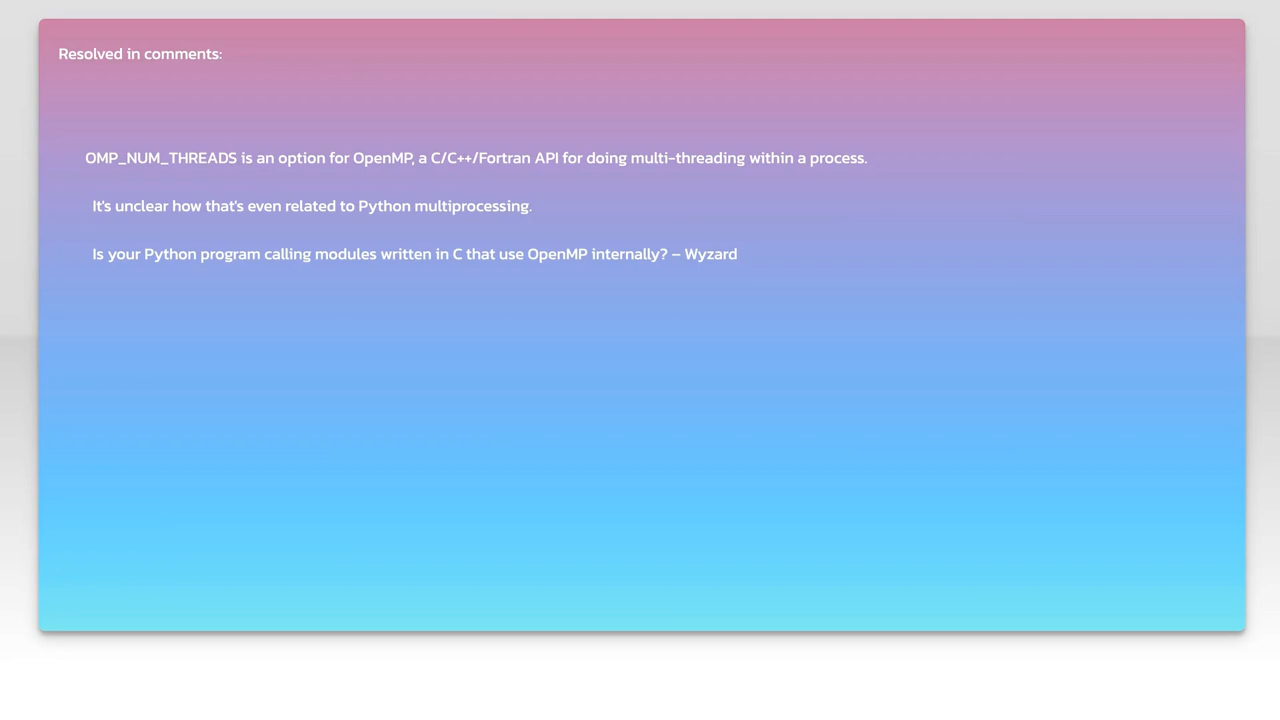 Resolved in comments:
OMP_NUM_THREADS is an option for OpenMP, a C/C++/Fortran API for doing multi-threading within a process.
It's unclear how that's even related to Python multiprocessing.
Is your Python program calling modules written in C that use OpenMP internally? – Wyzard